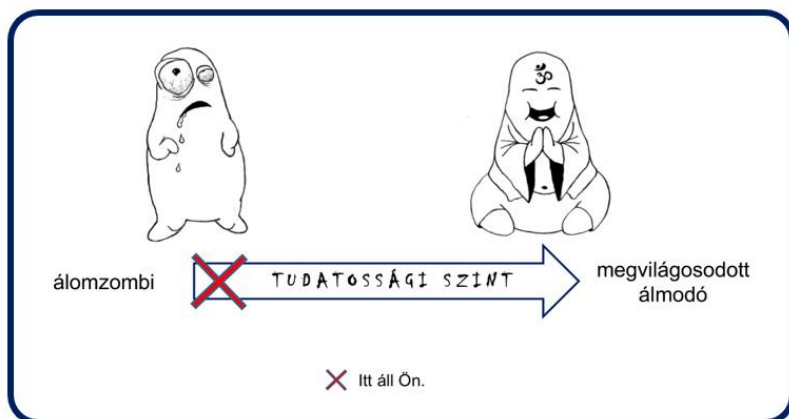 ॐ
álomzombi
TUDATOSSÁGI SZINT
megvilágosodott
álmodó
Itt áll Ön.